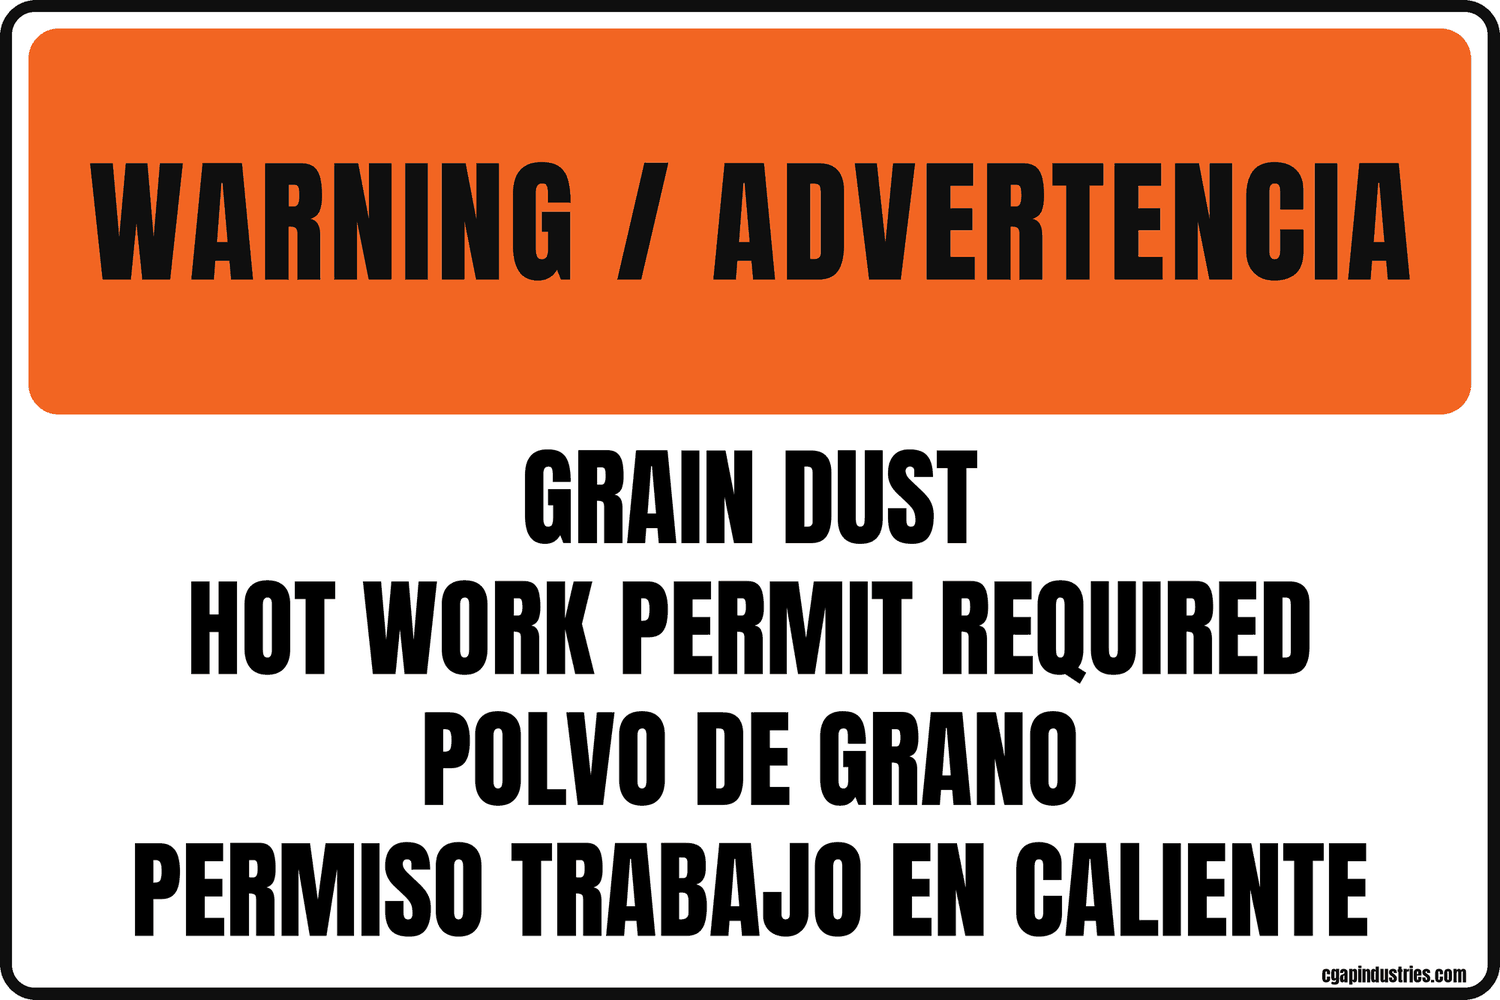 WARNING / ADVERTENCIA
GRAIN DUST
HOT WORK PERMIT REQUIRED
POLVO DE GRANO
PERMISO TRABAJO EN CALIENTE
cgapindustries.com